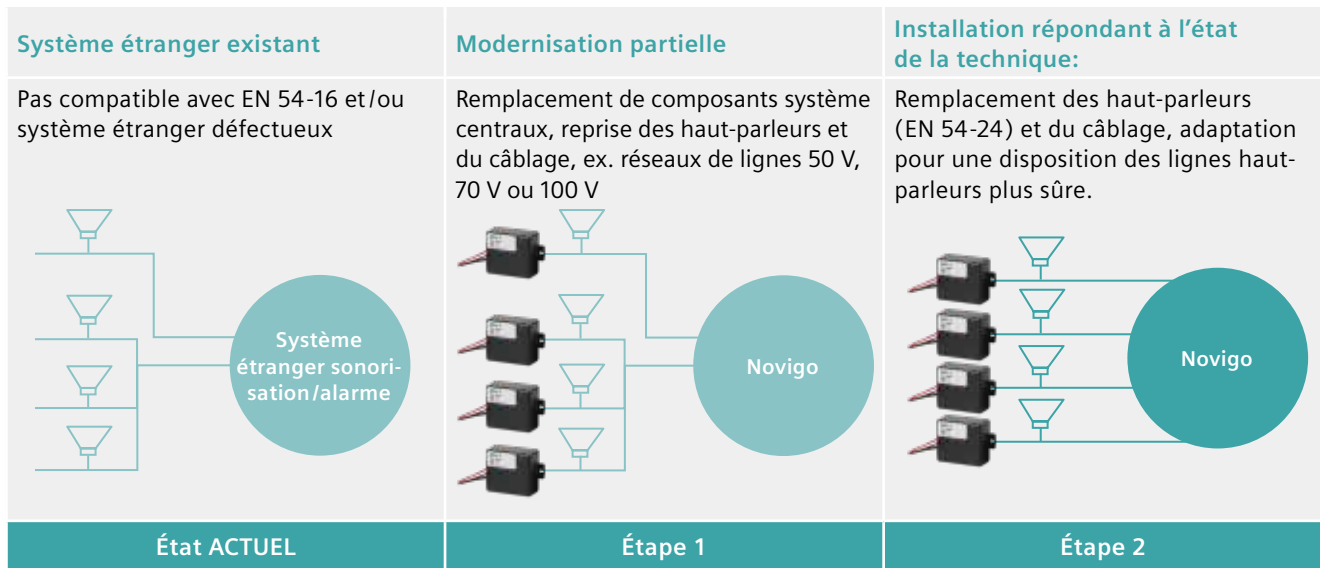 Système étranger existant
Pas compatible avec EN 54-16 et/ou
système étranger défectueux
Système
étranger sonori-
sation/alarme
État ACTUEL
Modernisation partielle
Remplacement de composants système
centraux, reprise des haut-parleurs et
du câblage, ex. réseaux de lignes 50 V,
70 V ou 100 V
Novigo
Étape 1
Installation répondant à l'état
de la technique:
Remplacement des haut-parleurs
(EN 54-24) et du câblage, adaptation
pour une disposition des lignes haut-
parleurs plus sûre.
Novigo
Étape 2